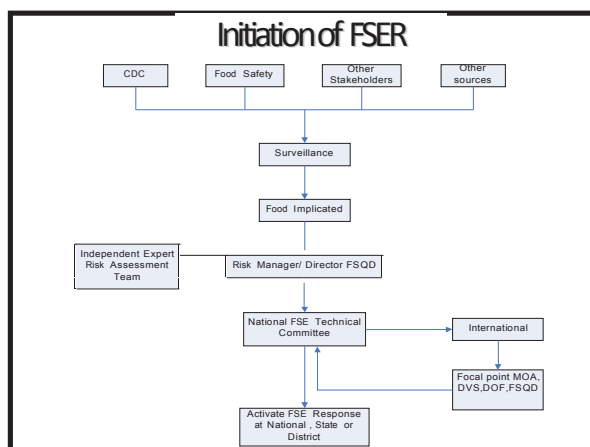 Initiation of FSER
CDC
Food Safety
Other
Stakeholders
Other
sources
Surveillance
Food Implicated
Independent Expert
Risk Assessment
Team
Risk Manager/ Director FSQD
National FSE Technical
Committee
International
Focal point MOA,
DVS,DOF,FSQD
Activate FSE Response
at National , State or
District